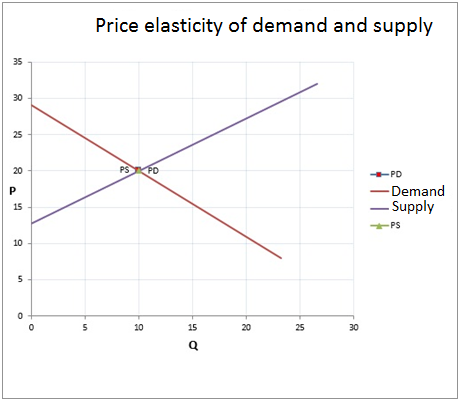 Price elasticity of demand and supply
35
30
25
20
15
10
5
0
P
PS PD
0 5 10 15 20 25 30
Q
PD
Demand
Supply
PS